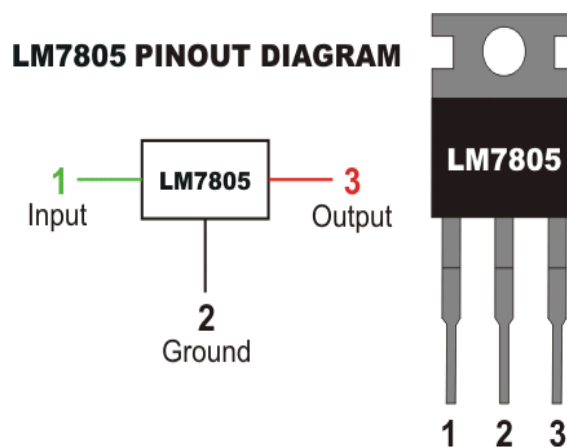 LM7805 PINOUT DIAGRAM
1
Input
LM7805
3
Output
2
Ground
LM7805
1 2 3